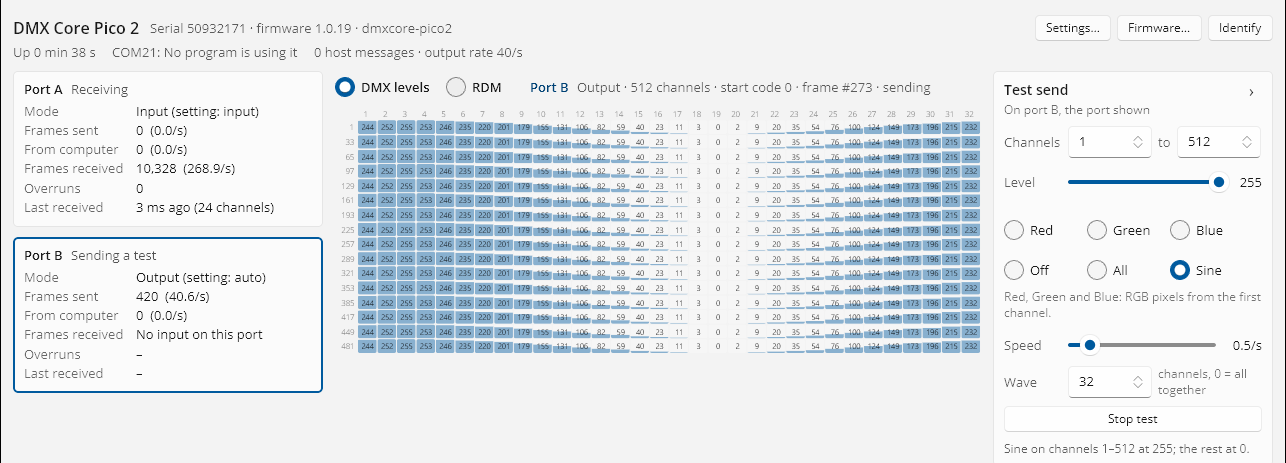 DMX Core Pico 2 Serial 50932171 · firmware 1.0.19 · dmxcore-pico2
Settings... Firmware... Identify
Up 0 min 38 s COM21: No program is using it 0 host messages · output rate 40/s
Port A Receiving
Mode Input (setting: input)
Frames sent 0 (0.0/s)
From computer 0 (0.0/s)
Frames received 10,328 (268.9/s)
Overruns 0
Last received 3 ms ago (24 channels)
Port B Sending a test
Mode Output (setting: auto)
Frames sent 420 (40.6/s)
From computer 0 (0.0/s)
Frames received No input on this port
Overruns –
Last received –
DMX levels RDM Port B Output · 512 channels · start code 0 · frame #273 · sending
1 2 3 4 5 6 7 8 9 10 11 12 13 14 15 16 17 18 19 20 21 22 23 24 25 26 27 28 29 30 31 32
1 244 252 255 253 246 235 220 201 179 155 131 106 82 59 40 23 11 3 0 2 9 20 35 54 76 100 124 149 173 196 215 232
33 244 252 255 253 246 235 220 201 179 155 131 106 82 59 40 23 11 3 0 2 9 20 35 54 76 100 124 149 173 196 215 232
65 244 252 255 253 246 235 220 201 179 155 131 106 82 59 40 23 11 3 0 2 9 20 35 54 76 100 124 149 173 196 215 232
97 244 252 255 253 246 235 220 201 179 155 131 106 82 59 40 23 11 3 0 2 9 20 35 54 76 100 124 149 173 196 215 232
129 244 252 255 253 246 235 220 201 179 155 131 106 82 59 40 23 11 3 0 2 9 20 35 54 76 100 124 149 173 196 215 232
161 244 252 255 253 246 235 220 201 179 155 131 106 82 59 40 23 11 3 0 2 9 20 35 54 76 100 124 149 173 196 215 232
193 244 252 255 253 246 235 220 201 179 155 131 106 82 59 40 23 11 3 0 2 9 20 35 54 76 100 124 149 173 196 215 232
225 244 252 255 253 246 235 220 201 179 155 131 106 82 59 40 23 11 3 0 2 9 20 35 54 76 100 124 149 173 196 215 232
257 244 252 255 253 246 235 220 201 179 155 131 106 82 59 40 23 11 3 0 2 9 20 35 54 76 100 124 149 173 196 215 232
289 244 252 255 253 246 235 220 201 179 155 131 106 82 59 40 23 11 3 0 2 9 20 35 54 76 100 124 149 173 196 215 232
321 244 252 255 253 246 235 220 201 179 155 131 106 82 59 40 23 11 3 0 2 9 20 35 54 76 100 124 149 173 196 215 232
353 244 252 255 253 246 235 220 201 179 155 131 106 82 59 40 23 11 3 0 2 9 20 35 54 76 100 124 149 173 196 215 232
385 244 252 255 253 246 235 220 201 179 155 131 106 82 59 40 23 11 3 0 2 9 20 35 54 76 100 124 149 173 196 215 232
417 244 252 255 253 246 235 220 201 179 155 131 106 82 59 40 23 11 3 0 2 9 20 35 54 76 100 124 149 173 196 215 232
449 244 252 255 253 246 235 220 201 179 155 131 106 82 59 40 23 11 3 0 2 9 20 35 54 76 100 124 149 173 196 215 232
481 244 252 255 253 246 235 220 201 179 155 131 106 82 59 40 23 11 3 0 2 9 20 35 54 76 100 124 149 173 196 215 232
Test send
On port B, the port shown
Channels 1 to 512
Level 255
Red Green Blue
Off All Sine
Red, Green and Blue: RGB pixels from the first
channel.
Speed 0.5/s
Wave 32 channels, 0 = all
together
Stop test
Sine on channels 1–512 at 255; the rest at 0.